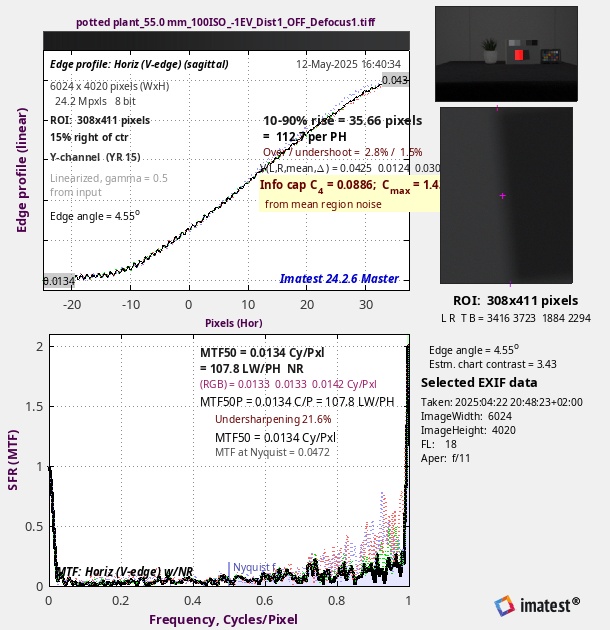 potted plant_55.0 mm_100ISO_-1EV_Dist1_OFF_Defocus1.tiff
Edge profile: Horiz (V-edge) (sagittal)
12-May-2025 16:40:34
0.043
6024 x 4020 pixels (WxH)
24.2 Mpxls 8 bit
ROI: 308x411 pixels
15% right of ctr
Y-channel (YR 15)
Linearized, gamma = 0.5
from input
Edge angle = 4.55⁰
10-90% rise = 35.66 pixels
= 112.7 per PH
Over / undershoot = 2.8% / 1.5%
(L,R,mean,Δ) = 0.0425 0.0124 0.030
Info cap C4 = 0.0886; Cmax = 1.4
from mean region noise
0.0134
Imatest 24.2.6 Master
Edge profile (linear)
-20 -10 0 10 20 30
Pixels (Hor)
ROI: 308x411 pixels
L R T B = 3416 3723 1884 2294
MTF50 = 0.0134 Cy/Pxl
= 107.8 LW/PH NR
(RGB) = 0.0133 0.0133 0.0142 Cy/Pxl
MTF50P = 0.0134 C/P = 107.8 LW/PH
Undersharpening 21.6%
MTF50 = 0.0134 Cy/Pxl
MTF at Nyquist = 0.0472
2
1.5
1
0.5
0
SFR (MTF)
MTF: Horiz (V-edge) w/NR
Nyquist f
0 0.2 0.4 0.6 0.8 1
Frequency, Cycles/Pixel
Edge angle = 4.55⁰
Estm. chart contrast = 3.43
Selected EXIF data
Taken: 2025:04:22 20:48:23+02:00
ImageWidth: 6024
ImageHeight: 4020
FL: 18
Aper: f/11
imatest®